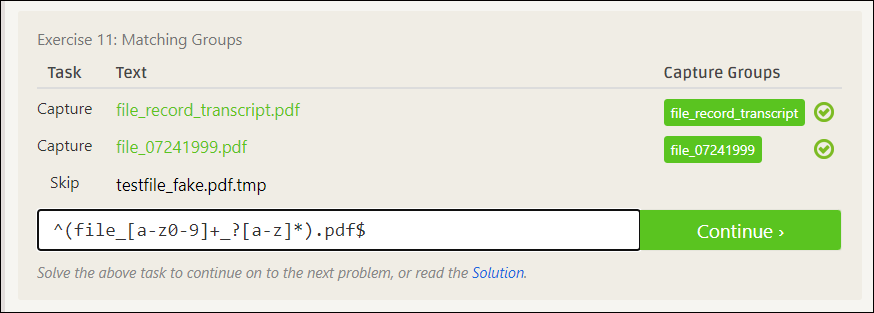 Exercise 11: Matching Groups
Task Text Capture Groups
Capture file_record_transcript.pdf file_record_transcript
Capture file_07241999.pdf file_07241999
Skip testfile_fake.pdf.tmp
^(file_[a-z0-9]+_?[a-z]*).pdf$ Continue ›
Solve the above task to continue on to the next problem, or read the Solution.